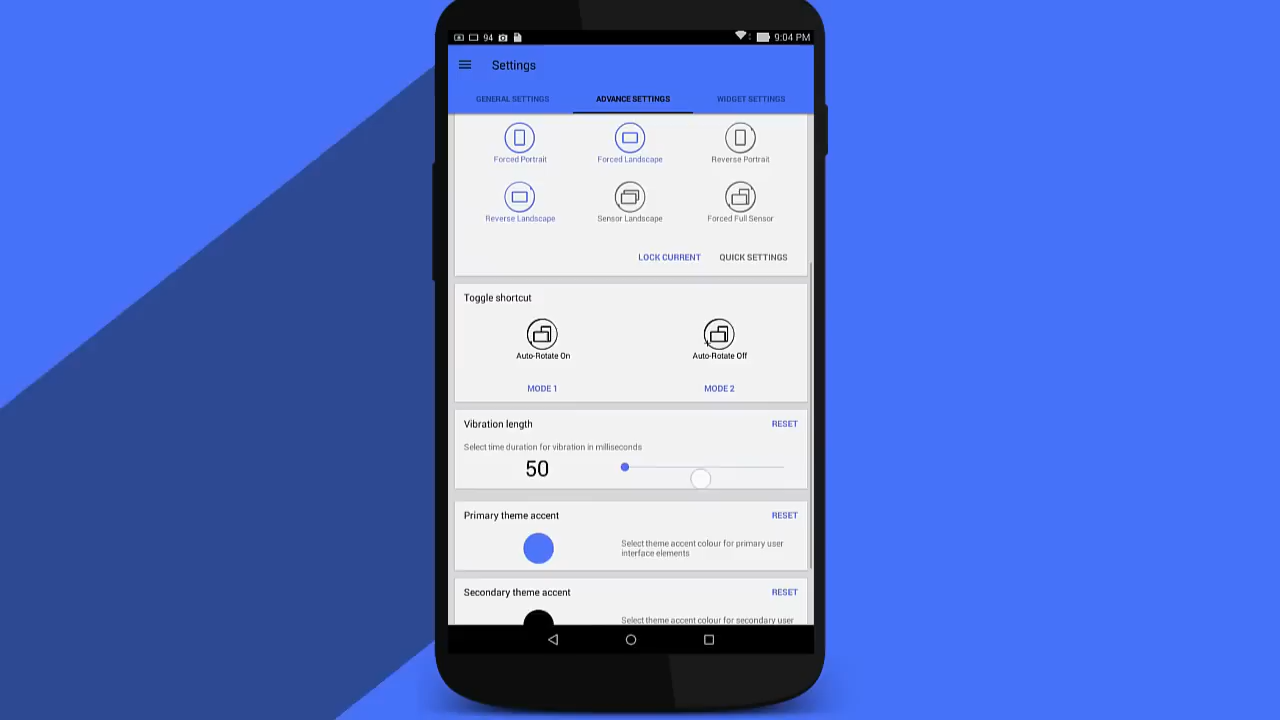 94
9:04 PM
Settings
GENERAL SETTINGS
ADVANCE SETTINGS
WIDGET SETTINGS
Forced Portrait
Forced Landscape
Reverse Portrait
Reverse Landscape
Sensor Landscape
Forced Full Sensor
LOCK CURRENT
QUICK SETTINGS
Toggle shortcut
Auto-Rotate On
Auto-Rotate Off
MODE 1
MODE 2
Vibration length
RESET
Select time duration for vibration in milliseconds
50
Primary theme accent
RESET
Select theme accent colour for primary user
interface elements
Secondary theme accent
RESET
Select theme accent colour for secondary user